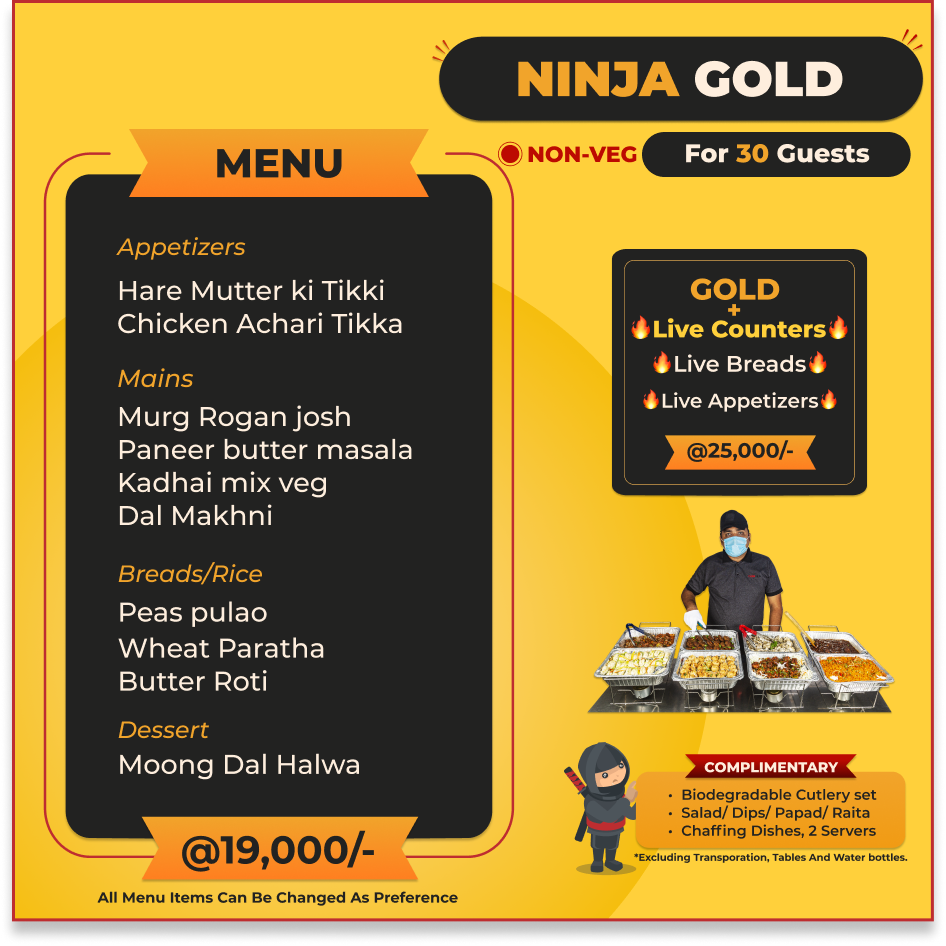 NINJA GOLD
NON-VEG
For 30 Guests
MENU
Appetizers
Hare Mutter ki Tikki
Chicken Achari Tikka
Mains
Murg Rogan josh
Paneer butter masala
Kadhai mix veg
Dal Makhni
Breads/Rice
Peas pulao
Wheat Paratha
Butter Roti
Dessert
Moong Dal Halwa
@19,000/-
All Menu Items Can Be Changed As Preference
GOLD
+
🔥Live Counters🔥
🔥Live Breads🔥
🔥Live Appetizers🔥
@25,000/-
COMPLIMENTARY
• Biodegradable Cutlery set
• Salad/ Dips/ Papad/ Raita
• Chaffing Dishes, 2 Servers
*Excluding Transporation, Tables And Water bottles.